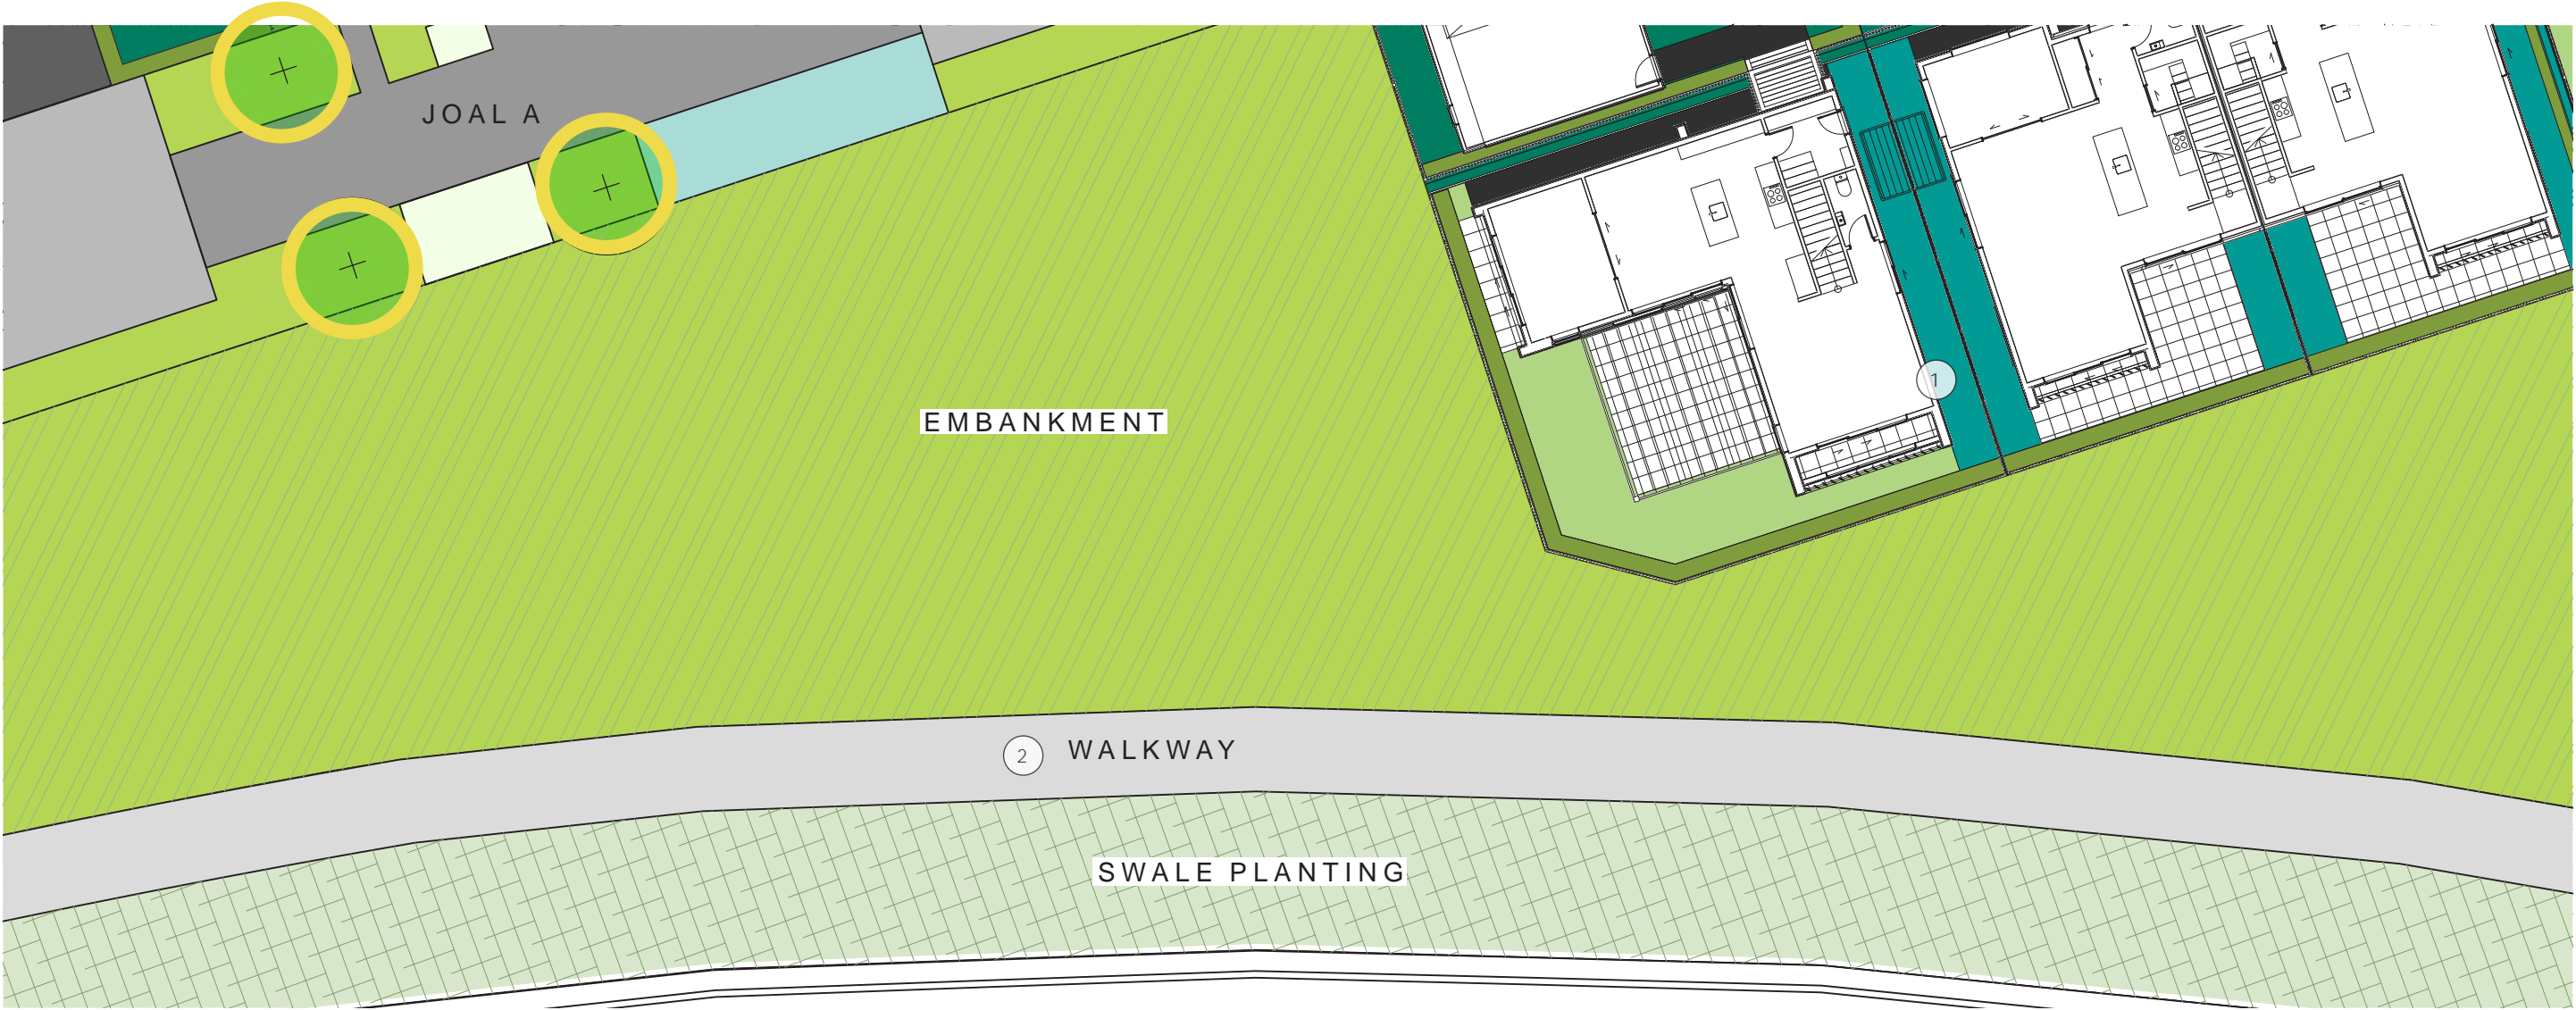 JOAL A
EMBANKMENT
1
2 WALKWAY
SWALE PLANTING